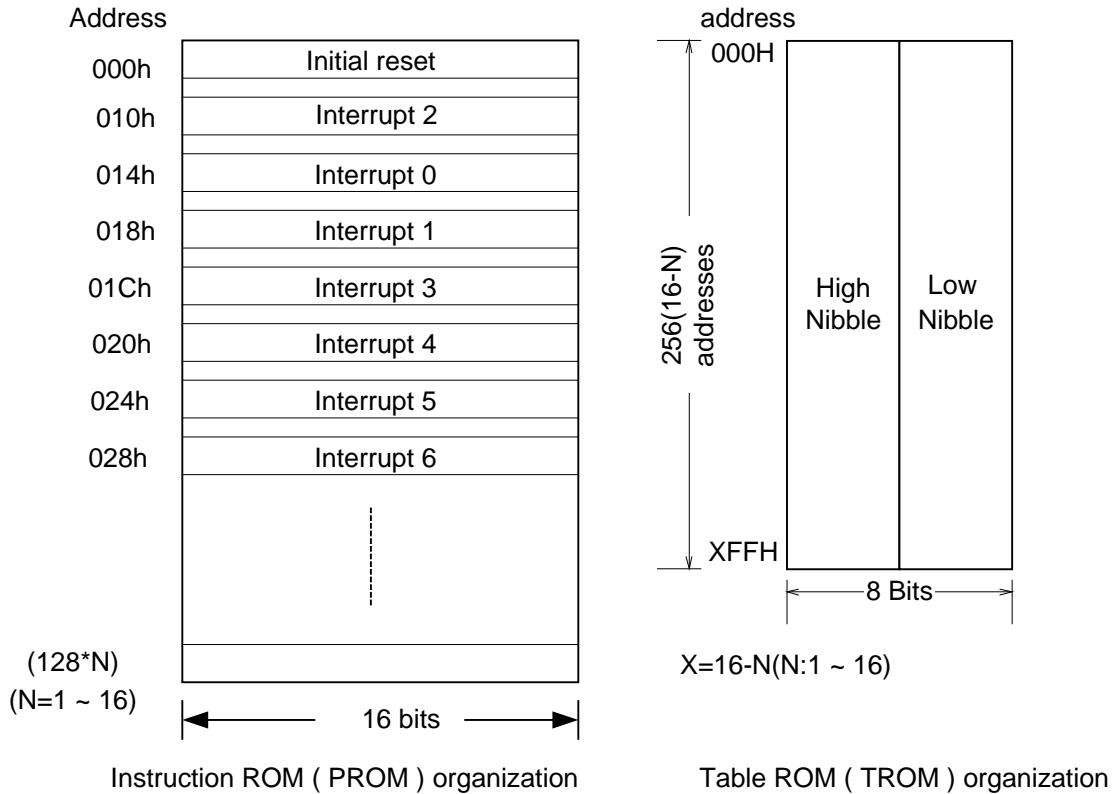 Address
000h
Initial reset
010h
Interrupt 2
014h
Interrupt 0
018h
Interrupt 1
01Ch
Interrupt 3
020h
Interrupt 4
024h
Interrupt 5
028h
Interrupt 6
(128*N)
(N=1 ~ 16)
16 bits
Instruction ROM ( PROM ) organization
address
000H
256(16-N)
addresses
High
Nibble
Low
Nibble
XFFH
8 Bits
X=16-N(N:1 ~ 16)
Table ROM ( TROM ) organization